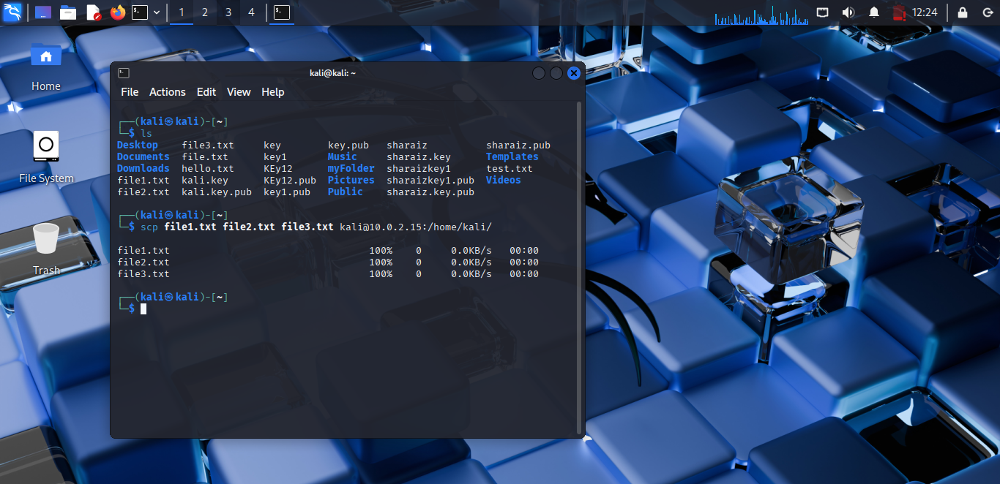 1 2 3 4 12:24
Home
File System
Trash
kali@kali: ~
File Actions Edit View Help
┌──(kali㉿kali)-[~]
└─$ ls
Desktop file3.txt key key.pub sharaiz sharaiz.pub
Documents file.txt key1 Music sharaiz.key Templates
Downloads hello.txt KEy12 myFolder sharaizkey1 test.txt
file1.txt kali.key KEy12.pub Pictures sharaizkey1.pub Videos
file2.txt kali.key.pub key1.pub Public sharaiz.key.pub
┌──(kali㉿kali)-[~]
└─$ scp file1.txt file2.txt file3.txt kali@10.0.2.15:/home/kali/
file1.txt 100% 0 0.0KB/s 00:00
file2.txt 100% 0 0.0KB/s 00:00
file3.txt 100% 0 0.0KB/s 00:00
┌──(kali㉿kali)-[~]
└─$